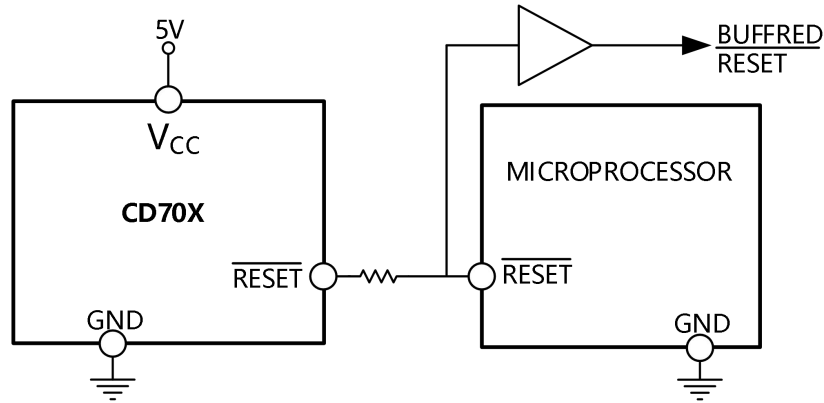 5V
BUFFRED
RESET
VCC
MICROPROCESSOR
CD70X
RESET
RESET
GND
GND